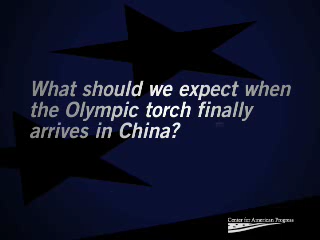 What should we expect when
the Olympic torch finally
arrives in China?
Center for American Progress